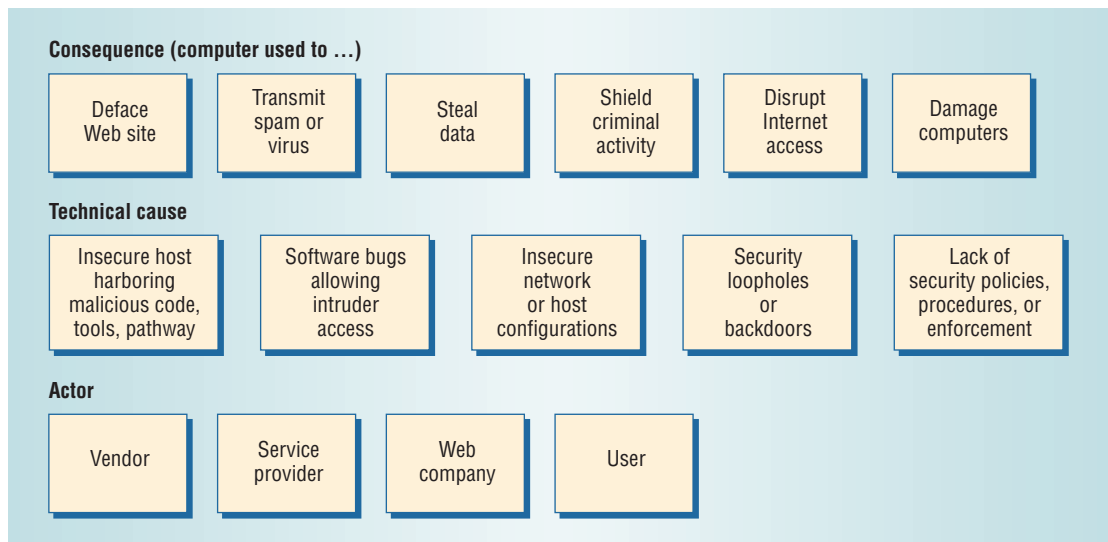 Consequence (computer used to …)
Deface
Web site
Transmit
spam or
virus
Steal
data
Shield
criminal
activity
Disrupt
Internet
access
Damage
computers
Technical cause
Insecure host
harboring
malicious code,
tools, pathway
Software bugs
allowing
intruder
access
Insecure
network
or host
configurations
Security
loopholes
or
backdoors
Lack of
security policies,
procedures, or
enforcement
Actor
Vendor
Service
provider
Web
company
User